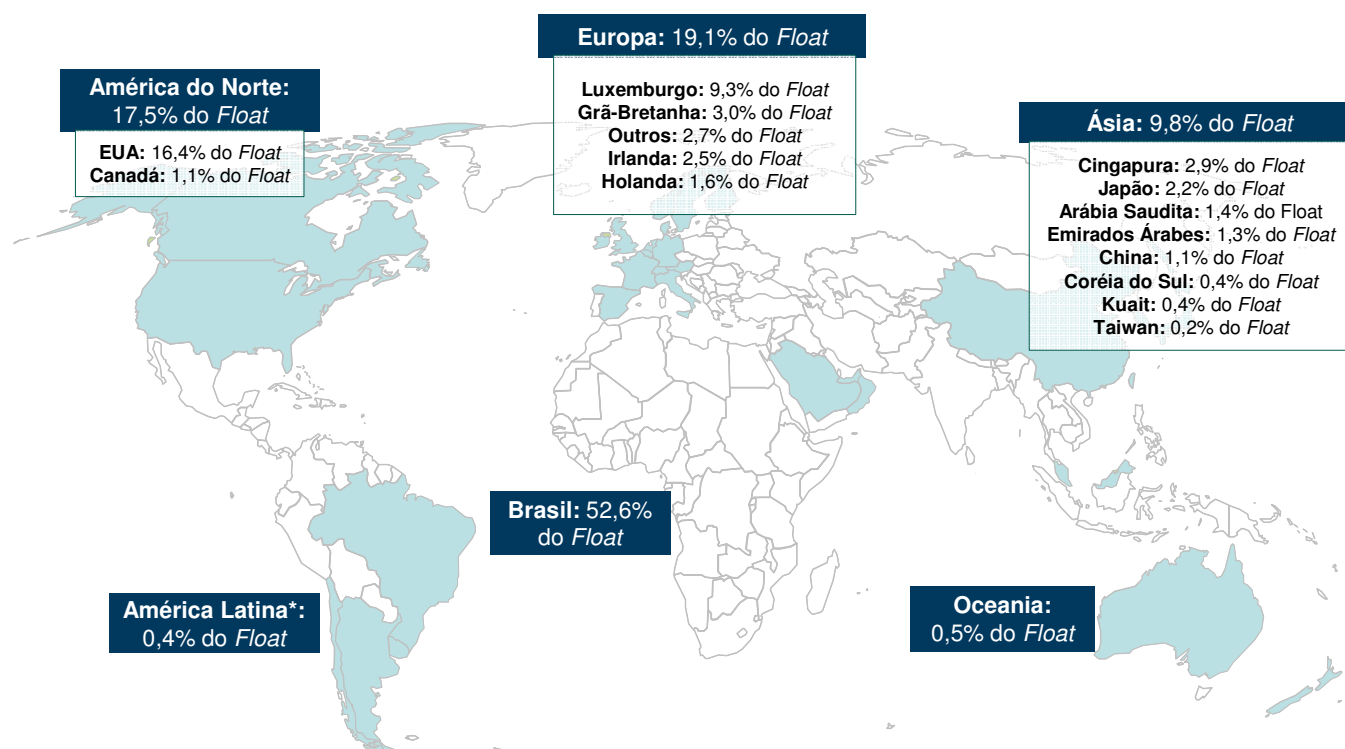 Europa: 19,1% do Float
Luxemburgo: 9,3% do Float
Grã-Bretanha: 3,0% do Float
Outros: 2,7% do Float
Irlanda: 2,5% do Float
Holanda: 1,6% do Float
América do Norte:
17,5% do Float
EUA: 16,4% do Float
Canadá: 1,1% do Float
Ásia: 9,8% do Float
Cingapura: 2,9% do Float
Japão: 2,2% do Float
Arábia Saudita: 1,4% do Float
Emirados Árabes: 1,3% do Float
China: 1,1% do Float
Coréia do Sul: 0,4% do Float
Kuait: 0,4% do Float
Taiwan: 0,2% do Float
Brasil: 52,6%
do Float
América Latina*:
0,4% do Float
Oceania:
0,5% do Float